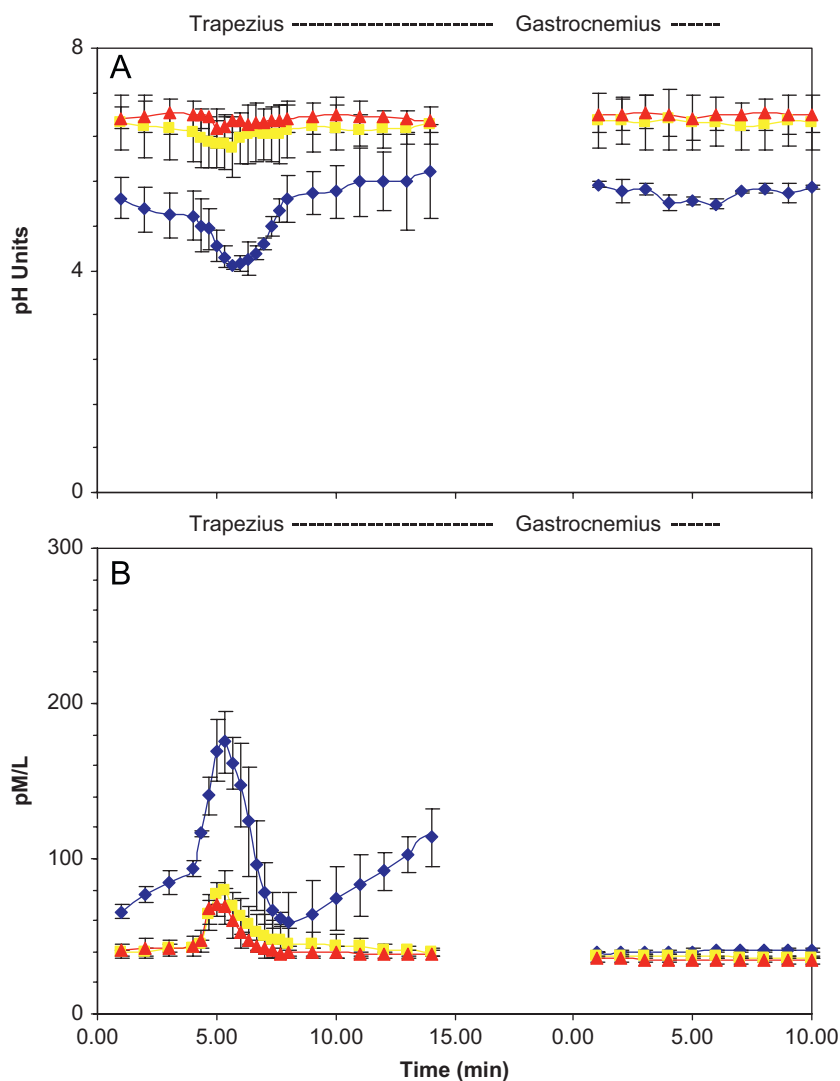 Trapezius ----------------------- Gastrocnemius ------
A
8
4
0
pH Units
Trapezius ----------------------- Gastrocnemius ------
B
300
200
100
0
pM/L
0.00 5.00 10.00 15.00 0.00 5.00 10.00
Time (min)